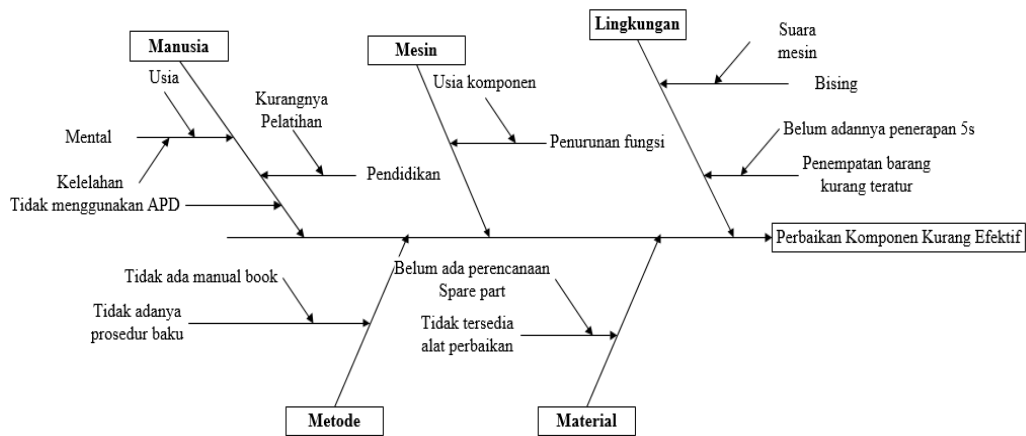 Lingkungan
Manusia
Mesin
Suara
mesin
Usia
Usia komponen
Bising
Kurangnya
Pelatihan
Mental
Belum adannya penerapan 5s
Penurunan fungsi
Penempatan barang
kurang teratur
Pendidikan
Kelelahan
Tidak menggunakan APD
Perbaikan Komponen Kurang Efektif
Tidak ada manual book
Belum ada perencanaan
Spare part
Tidak adanya
prosedur baku
Tidak tersedia
alat perbaikan
Metode
Material